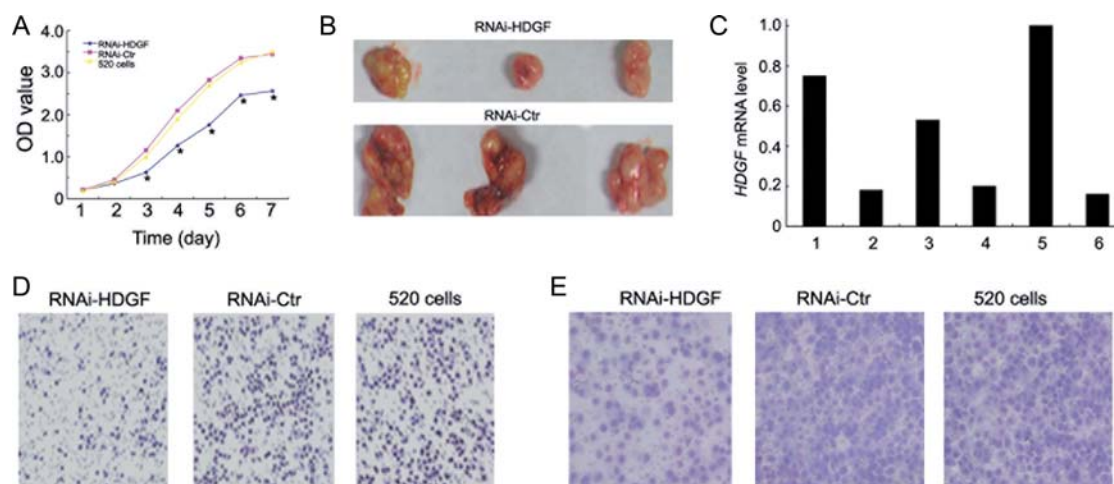 A
4.0
3.0
2.0
1.0
.0
OD value
1 2 3 4 5 6 7
Time (day)
RNAi-HDGF
RNAi-Ctr
520 cells
*
*
*
*
*
B
RNAi-HDGF
RNAi-Ctr
C
1.0
0.8
0.6
0.4
0.2
0
HDGF mRNA level
1 2 3 4 5 6
D
RNAi-HDGF RNAi-Ctr 520 cells
E
RNAi-HDGF RNAi-Ctr 520 cells